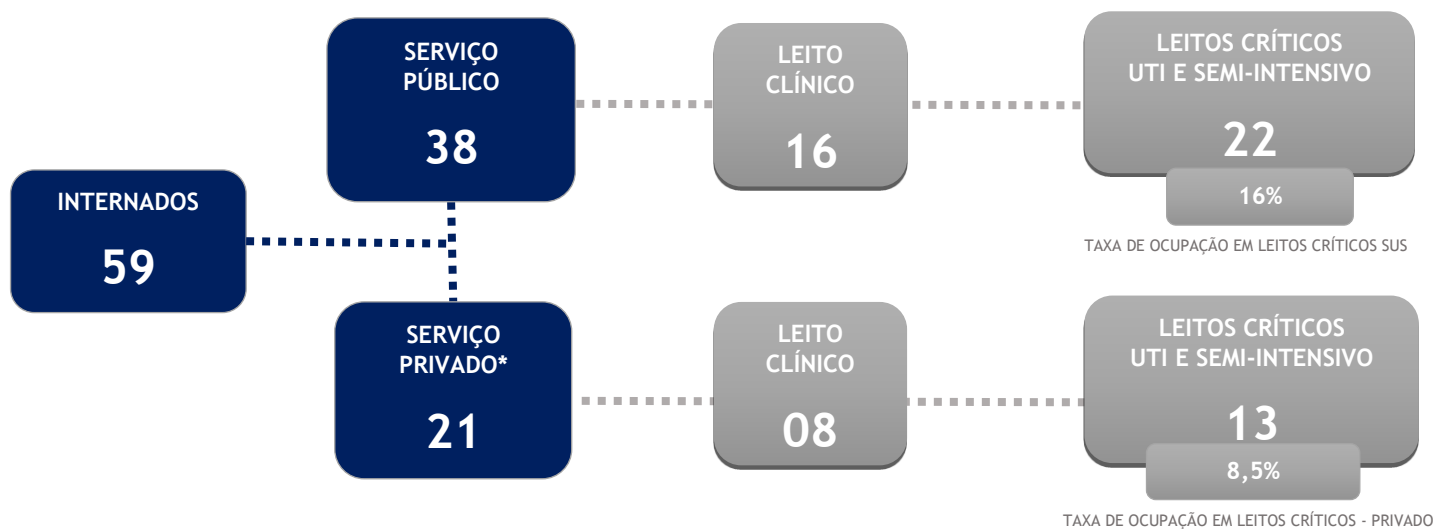 INTERNADOS
59
SERVIÇO
PÚBLICO
38
LEITO
CLÍNICO
16
LEITOS CRÍTICOS
UTI E SEMI-INTENSIVO
22
16%
TAXA DE OCUPAÇÃO EM LEITOS CRÍTICOS SUS
SERVIÇO
PRIVADO*
21
LEITO
CLÍNICO
08
LEITOS CRÍTICOS
UTI E SEMI-INTENSIVO
13
8,5%
TAXA DE OCUPAÇÃO EM LEITOS CRÍTICOS - PRIVADO